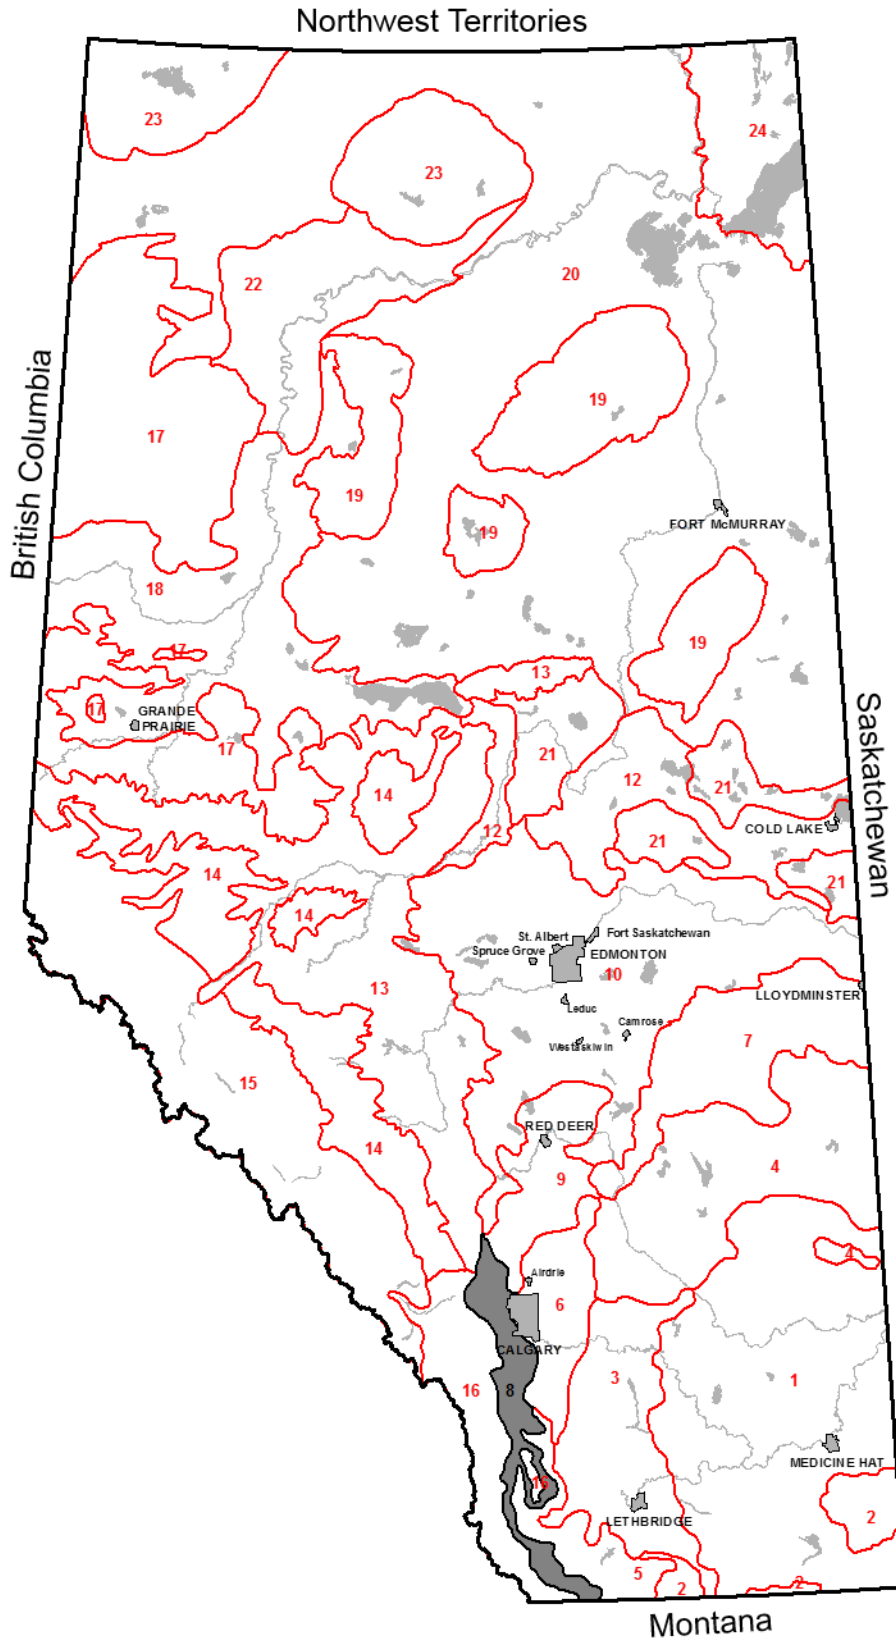 Northwest Territories
23
24
23
22
20
British Columbia
19
17
19
19
FORT McMURRAY
18
17
19
13
17
GRANDE
PRAIRIE
Saskatchewan
17
21
12
21
14
12
COLD LAKE
21
14
21
14
St. Albert
Fort Saskatchewan
Spruce Grove
EDMONTON
10
13
LLOYDMINSTER
Leduc
Camrose
7
Wetaskiwin
15
RED DEER
14
4
9
4
Airdrie
6
CALGARY
3
1
16
8
MEDICINE HAT
16
2
LETHBRIDGE
5
2
2
Montana